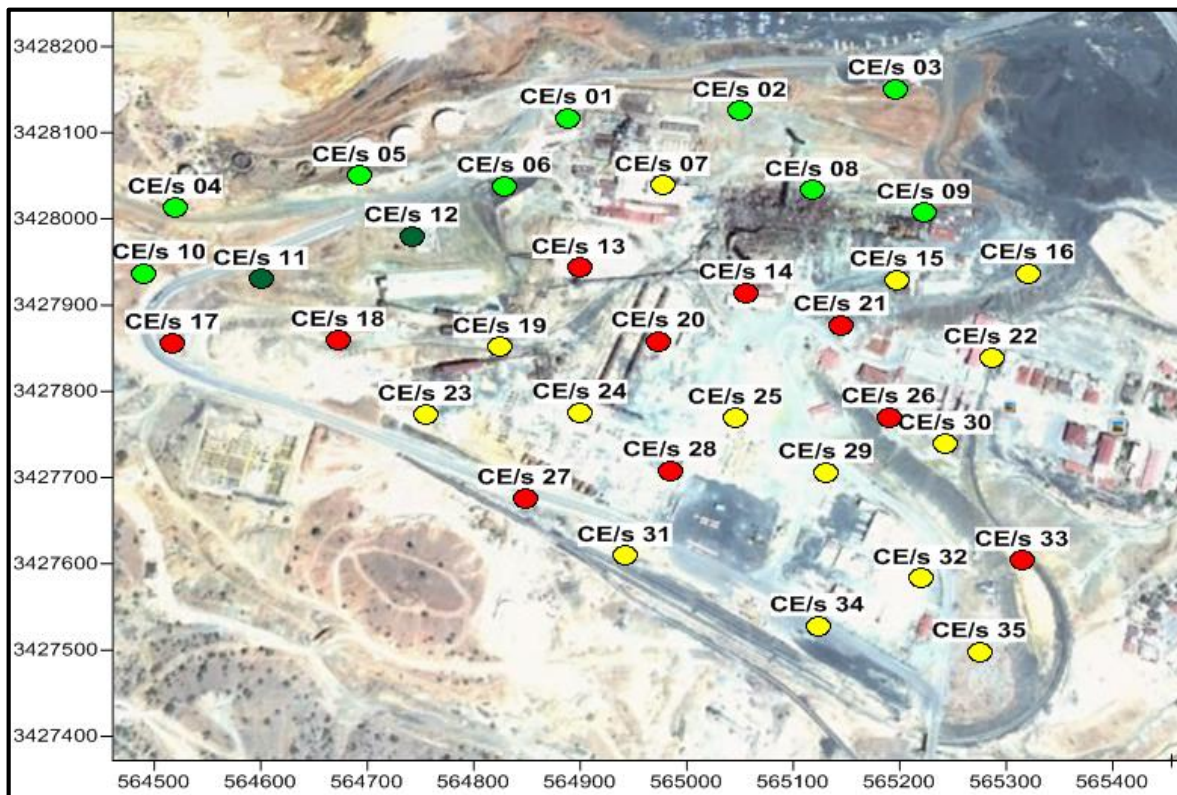 3428200
3428100
3428000
3427900
3427800
3427700
3427600
3427500
3427400
CE/s 03
CE/s 02
CE/s 01
CE/s 05
CE/s 06
CE/s 07
CE/s 08
CE/s 04
CE/s 09
CE/s 12
CE/s 10
CE/s 11
CE/s 13
CE/s 14
CE/s 15
CE/s 16
CE/s 17
CE/s 18
CE/s 19
CE/s 20
CE/s 21
CE/s 22
CE/s 23
CE/s 24
CE/s 25
CE/s 26
CE/s 30
CE/s 28
CE/s 29
CE/s 27
CE/s 31
CE/s 33
CE/s 32
CE/s 34
CE/s 35
564500 564600 564700 564800 564900 565000 565100 565200 565300 565400